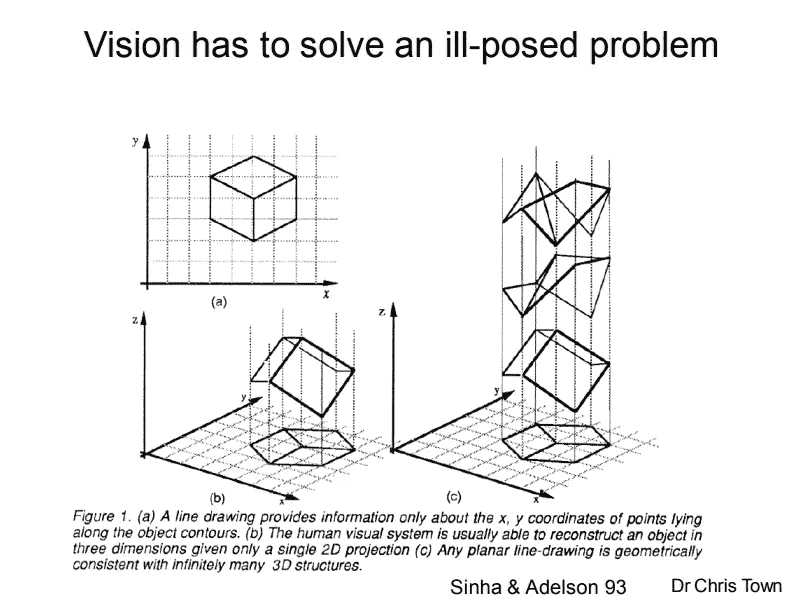 Vision has to solve an ill-posed problem
y
x
(a)
z
y
x
(b)
z
y
x
(c)
Figure 1. (a) A line drawing provides information only about the x, y coordinates of points lying
along the object contours. (b) The human visual system is usually able to reconstruct an object in
three dimensions given only a single 2D projection (c) Any planar line-drawing is geometrically
consistent with infinitely many 3D structures.
Sinha & Adelson 93
Dr Chris Town